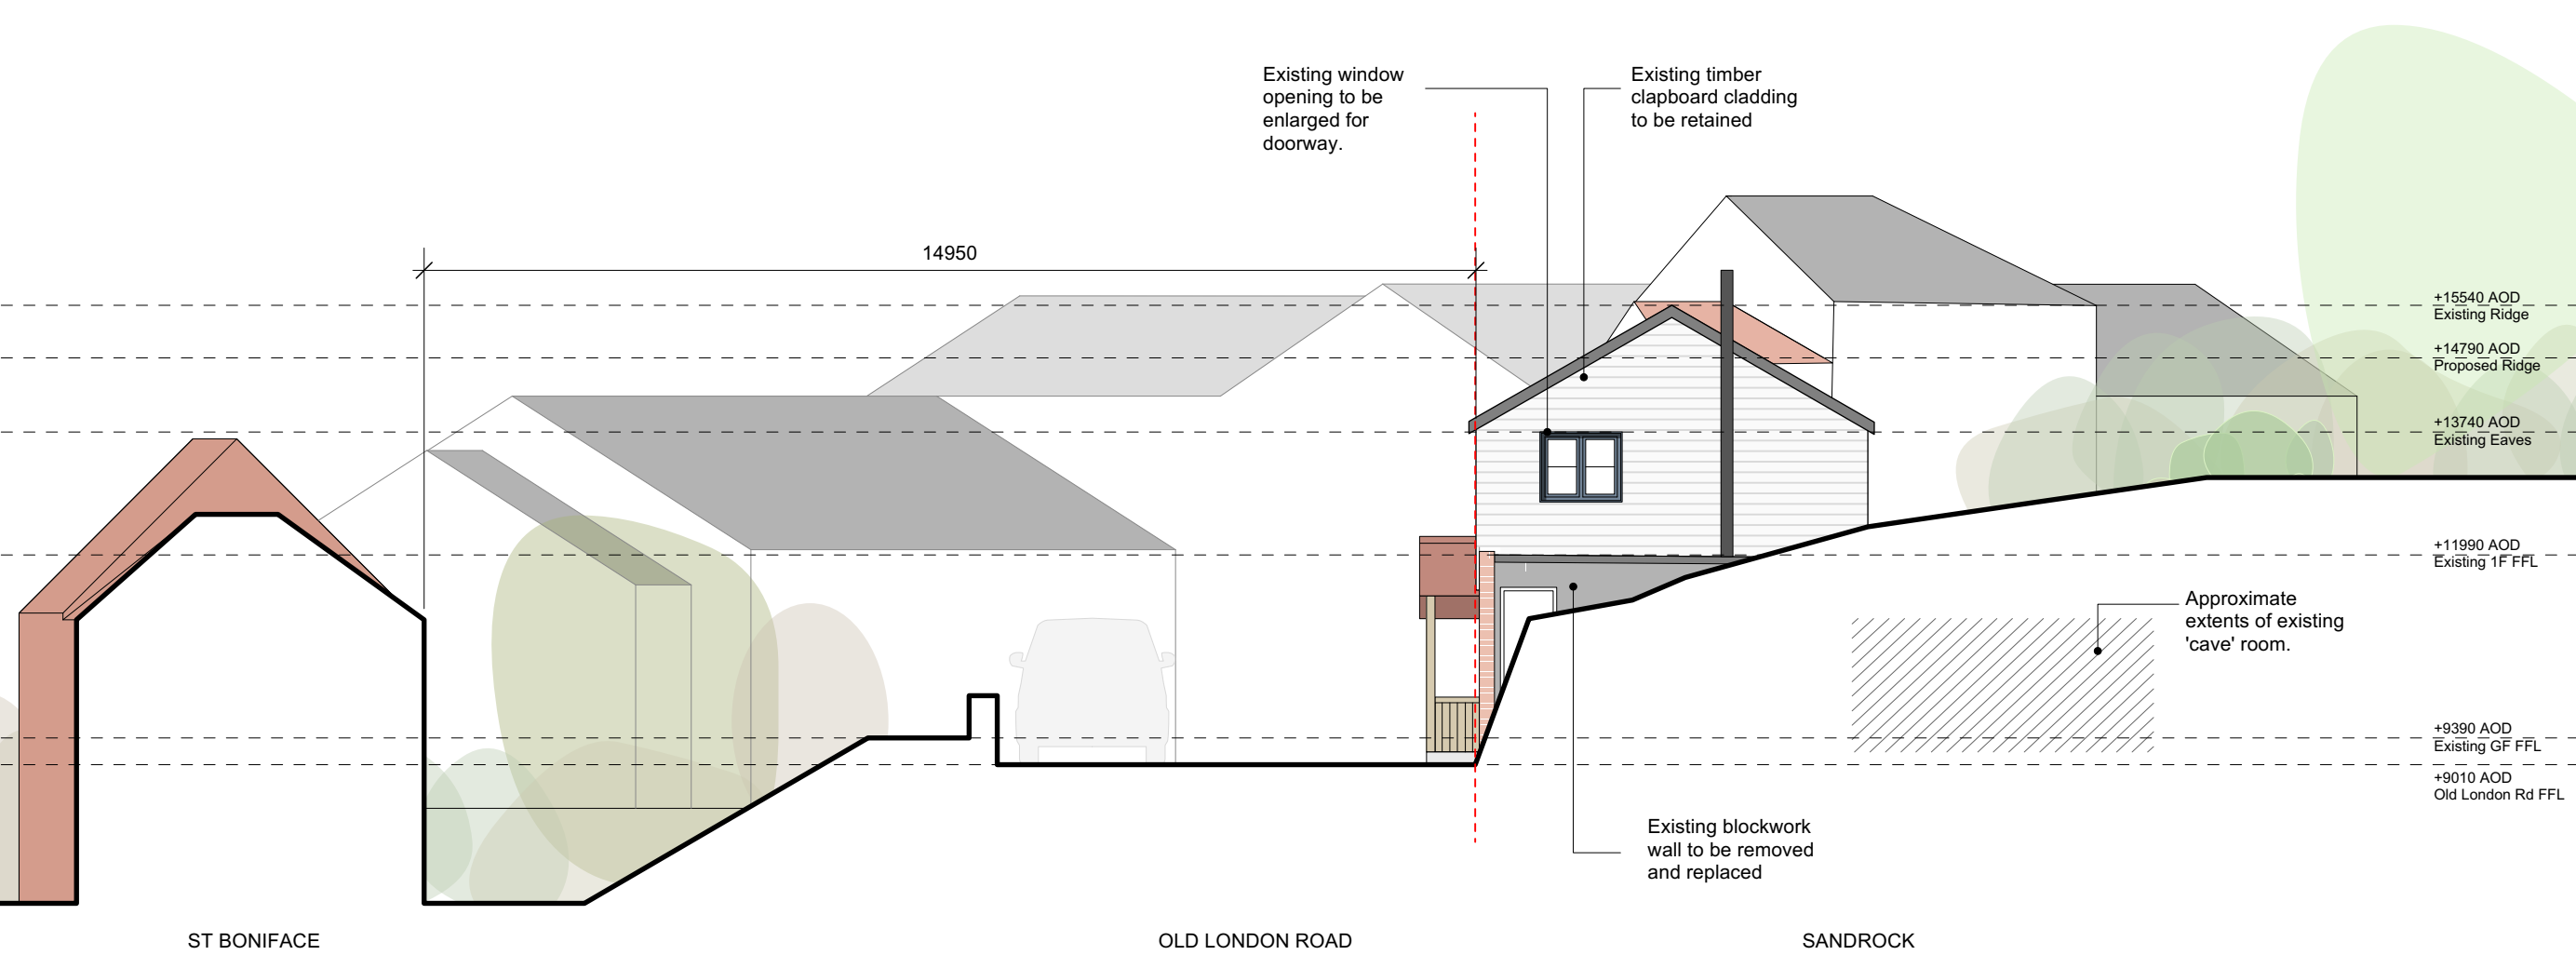 Existing window
opening to be
enlarged for
doorway.
Existing timber
clapboard cladding
to be retained
14950
+15540 AOD
Existing Ridge
+14790 AOD
Proposed Ridge
+13740 AOD
Existing Eaves
+11990 AOD
Existing 1F FFL
Approximate
extents of existing
'cave' room.
+9390 AOD
Existing GF FFL
+9010 AOD
Old London Rd FFL
Existing blockwork
wall to be removed
and replaced
ST BONIFACE
OLD LONDON ROAD
SANDROCK